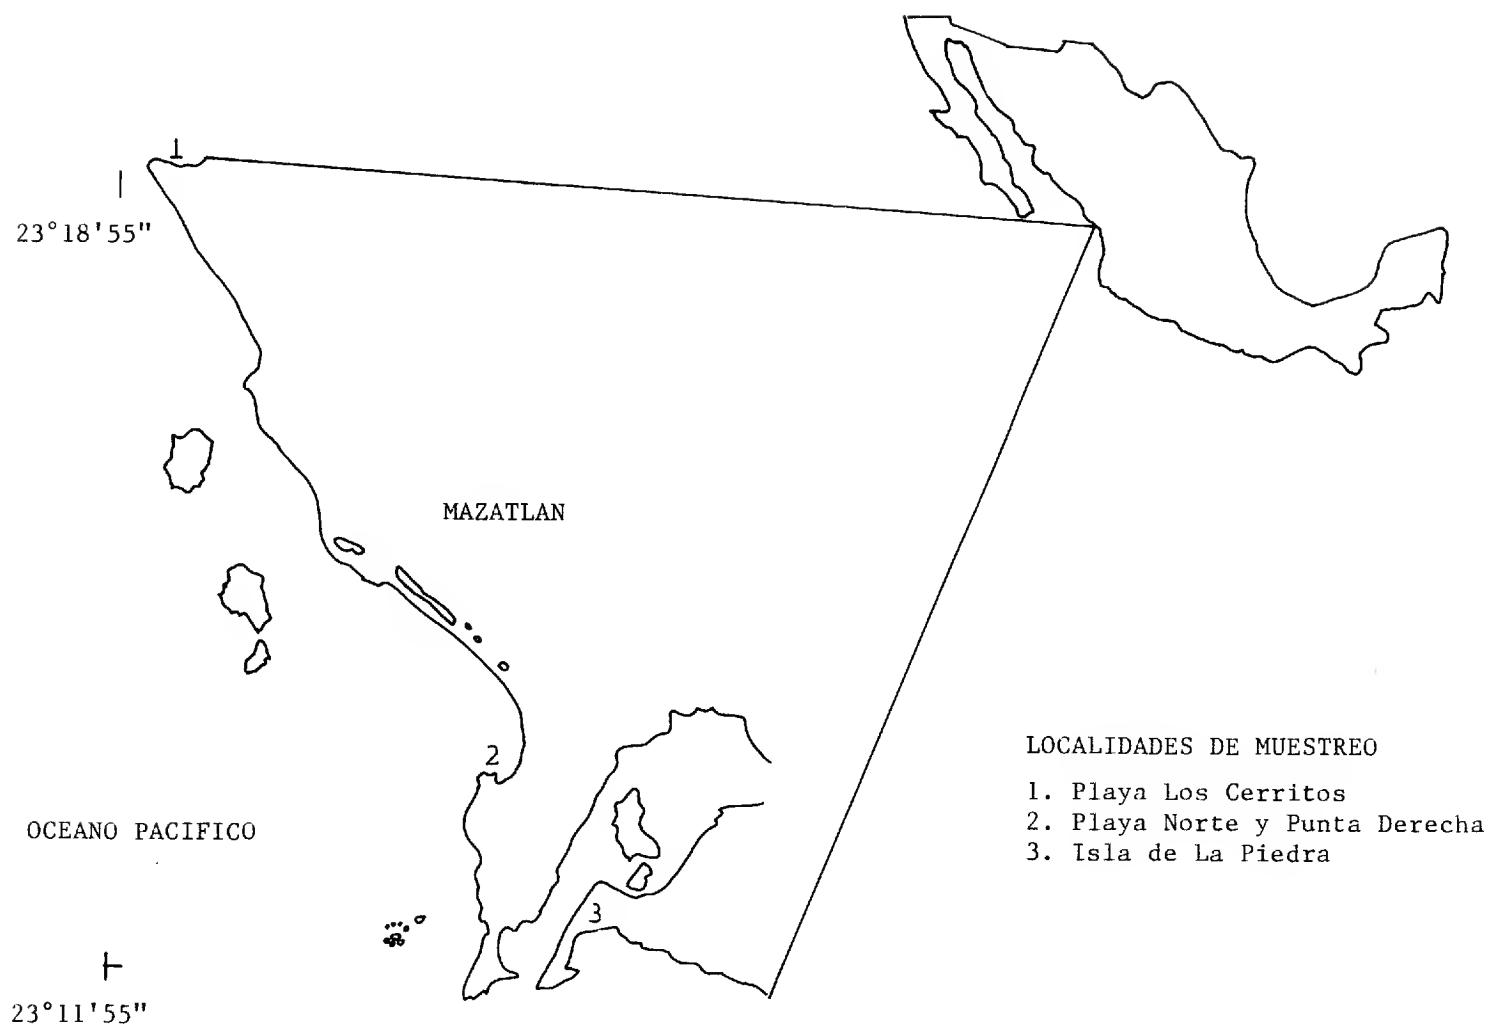 1
23°18'55"
MAZATLAN
2
OCEANO PACIFICO
3
23°11'55"
LOCALIDADES DE MUESTREO
1. Playa Los Cerritos
2. Playa Norte y Punta Derecha
3. Isla de La Piedra